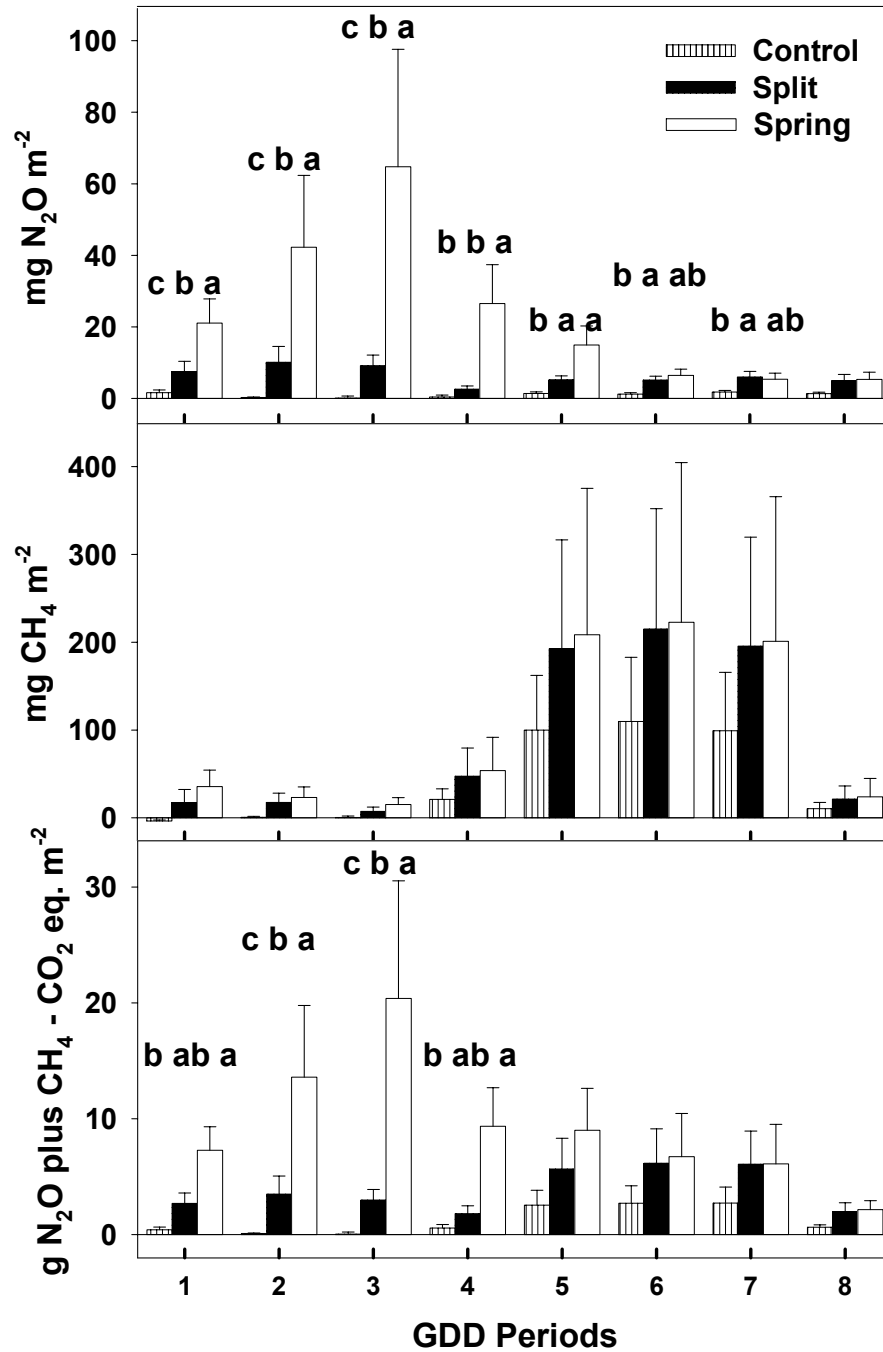 mg N₂O m⁻²
100
80
60
40
20
0
c b a
c b a
c b a
b b a
b a a
b a ab
b a ab
Control
Split
Spring
mg CH₄ m⁻²
400
300
200
100
0
g N₂O plus CH₄ - CO₂ eq. m⁻²
30
20
10
0
b ab a
c b a
c b a
b ab a
1 2 3 4 5 6 7 8
GDD Periods